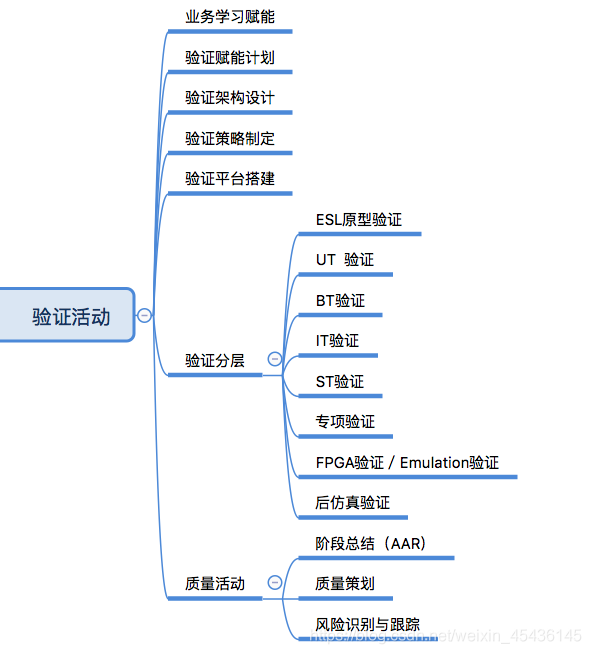 业务学习赋能
验证赋能计划
验证架构设计
验证策略制定
验证平台搭建
验证活动
验证分层
ESL原型验证
UT 验证
BT验证
IT验证
ST验证
专项验证
FPGA验证 / Emulation验证
后仿真验证
质量活动
阶段总结（AAR）
质量策划
风险识别与跟踪
https://blog.csdn.net/weixin_45436145